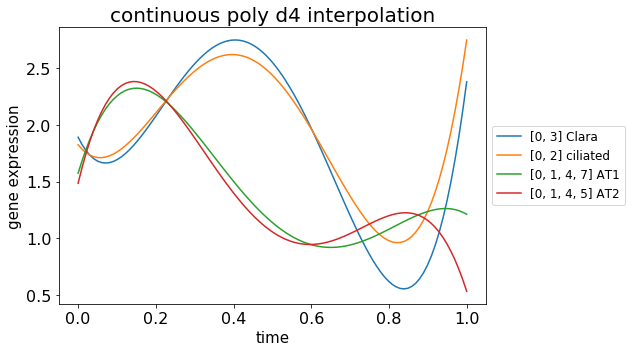 continuous poly d4 interpolation
gene expression
2.5
2.0
1.5
1.0
0.5
0.0 0.2 0.4 0.6 0.8 1.0
time
[0, 3] Clara
[0, 2] ciliated
[0, 1, 4, 7] AT1
[0, 1, 4, 5] AT2